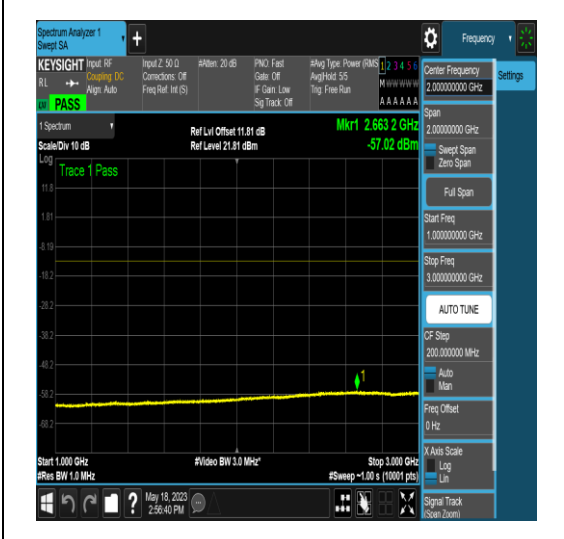 Spectrum Analyzer 1
Swept SA
Frequency
KEYSIGHT
RL
PASS
Input: RF
Coupling: DC
Align: Auto
Input Z: 50 Ω
Corrections: Off
Freq Ref: Int (S)
#Atten: 20 dB
PNO: Fast
Gate: Off
IF Gain: Low
Sig Track: Off
#Avg Type: Power (RMS
Avg|Hold: 5/5
Trig: Free Run
1 2 3 4 5 6
M W W W W W
A A A A A A
1 Spectrum
Scale/Div 10 dB
Ref Lvl Offset 11.81 dB
Ref Level 21.81 dBm
Mkr1 2.663 2 GHz
-57.02 dBm
Log
Trace 1 Pass
11.8
1.81
-8.19
-18.2
-28.2
-38.2
-48.2
-58.2
-68.2
1
Start 1.000 GHz
#Res BW 1.0 MHz
#Video BW 3.0 MHz*
Stop 3.000 GHz
#Sweep ~1.00 s (10001 pts)
May 18, 2023
2:56:40 PM
Center Frequency
2.000000000 GHz
Settings
Span
2.00000000 GHz
Swept Span
Zero Span
Full Span
Start Freq
1.000000000 GHz
Stop Freq
3.000000000 GHz
AUTO TUNE
CF Step
200.000000 MHz
Auto
Man
Freq Offset
0 Hz
X Axis Scale
Log
Lin
Signal Track
(Span Zoom)